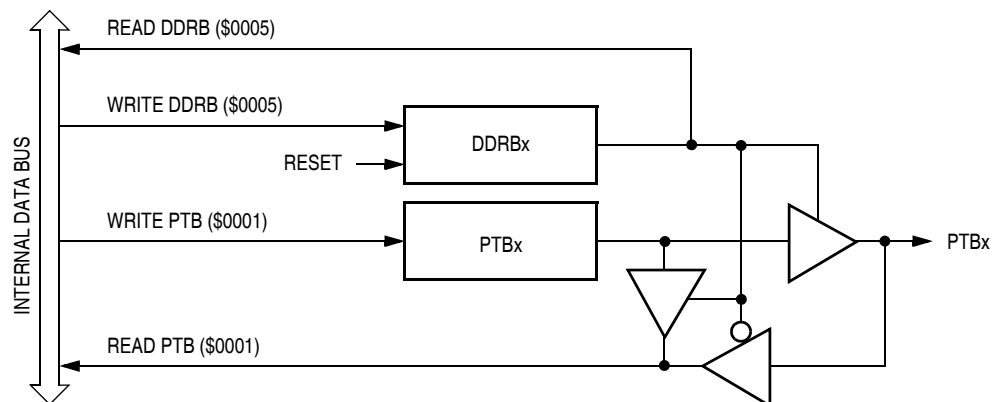 READ DDRB ($0005)
WRITE DDRB ($0005)
DDRBx
RESET
INTERNAL DATA BUS
WRITE PTB ($0001)
PTBx
PTBx
READ PTB ($0001)